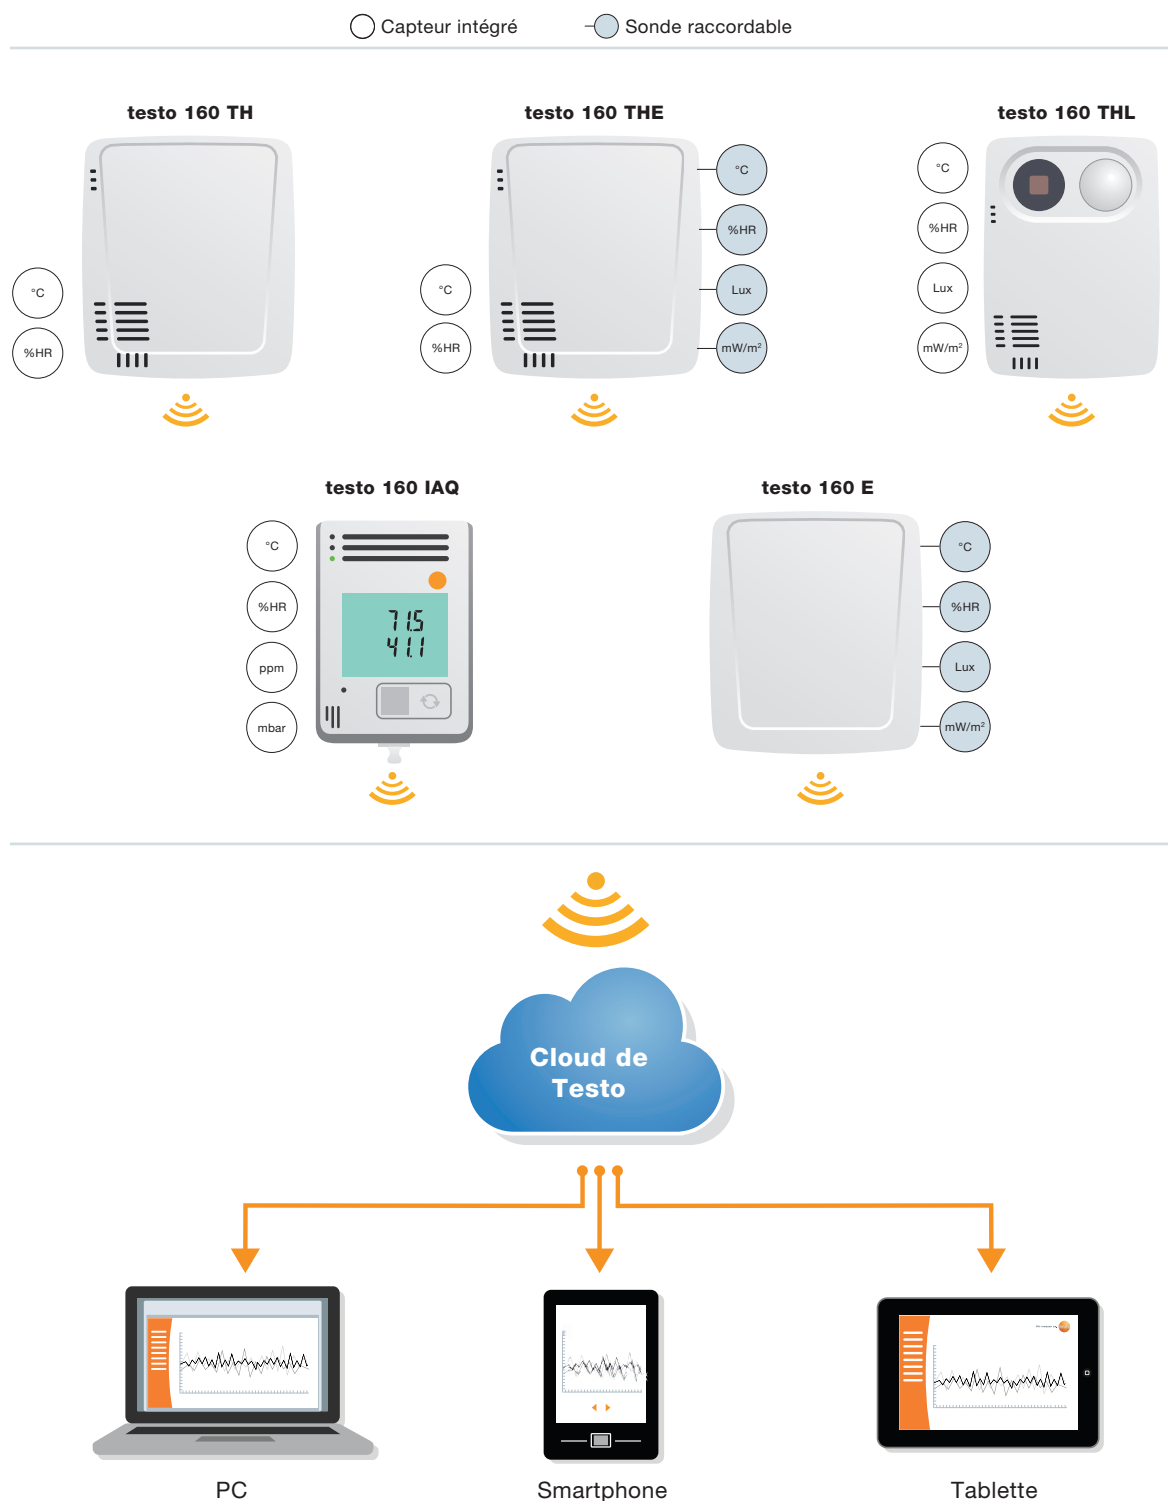 Capteur intégré
Sonde raccordable
testo 160 TH
testo 160 THE
testo 160 THL
°C
%HR
°C
%HR
°C
%HR
Lux
mW/m²
°C
%HR
Lux
mW/m²
testo 160 IAQ
testo 160 E
°C
%HR
ppm
mbar
71.5
41.1
°C
%HR
Lux
mW/m²
Cloud de
Testo
PC
Smartphone
Tablette